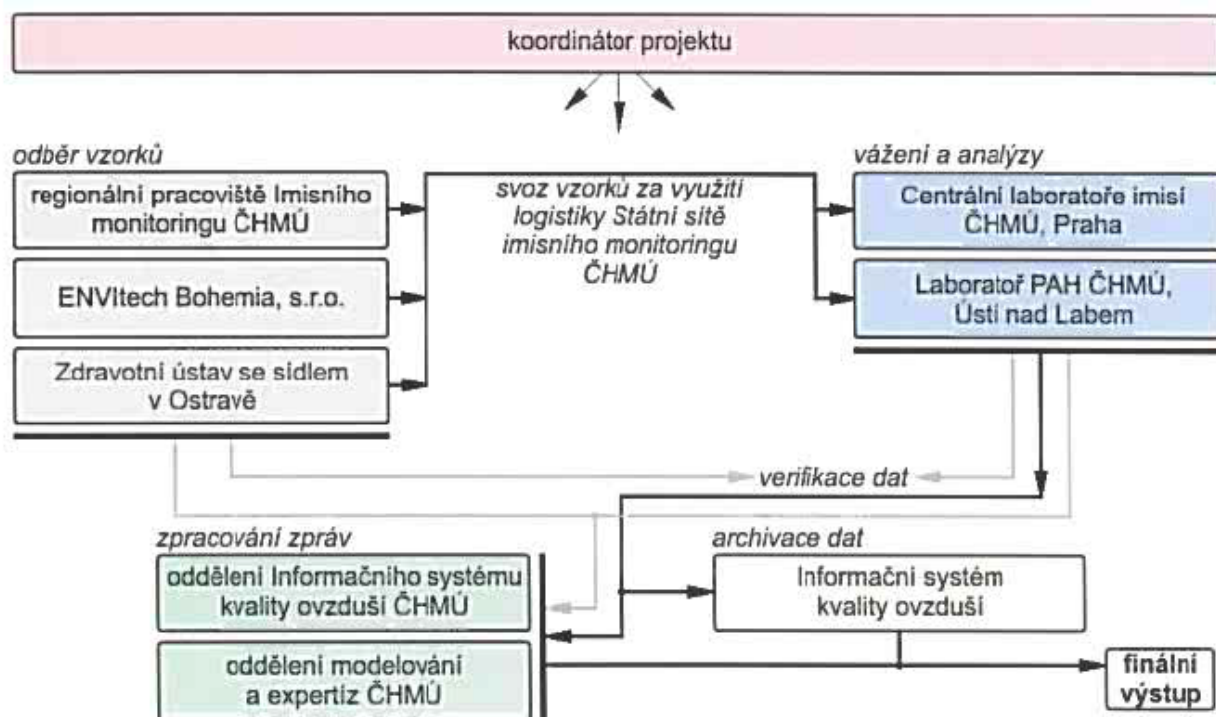 koordinátor projektu
odběr vzorků
regionální pracoviště Imisního
monitoringu ČHMÚ
ENVItech Bohemia, s.r.o.
Zdravotní ústav se sídlem
v Ostravě
svoz vzorků za využití
logistiky Státní sítě
imisního monitoringu
ČHMÚ
vážení a analýzy
Centrální laboratoře imisí
ČHMÚ, Praha
Laboratoř PAH ČHMÚ,
Ústí nad Labem
verifikace dat
zpracování zpráv
oddělení Informačního systému
kvality ovzduší ČHMÚ
oddělení modelování
a expertíz ČHMÚ
archivace dat
Informační systém
kvality ovzduší
finální
výstup